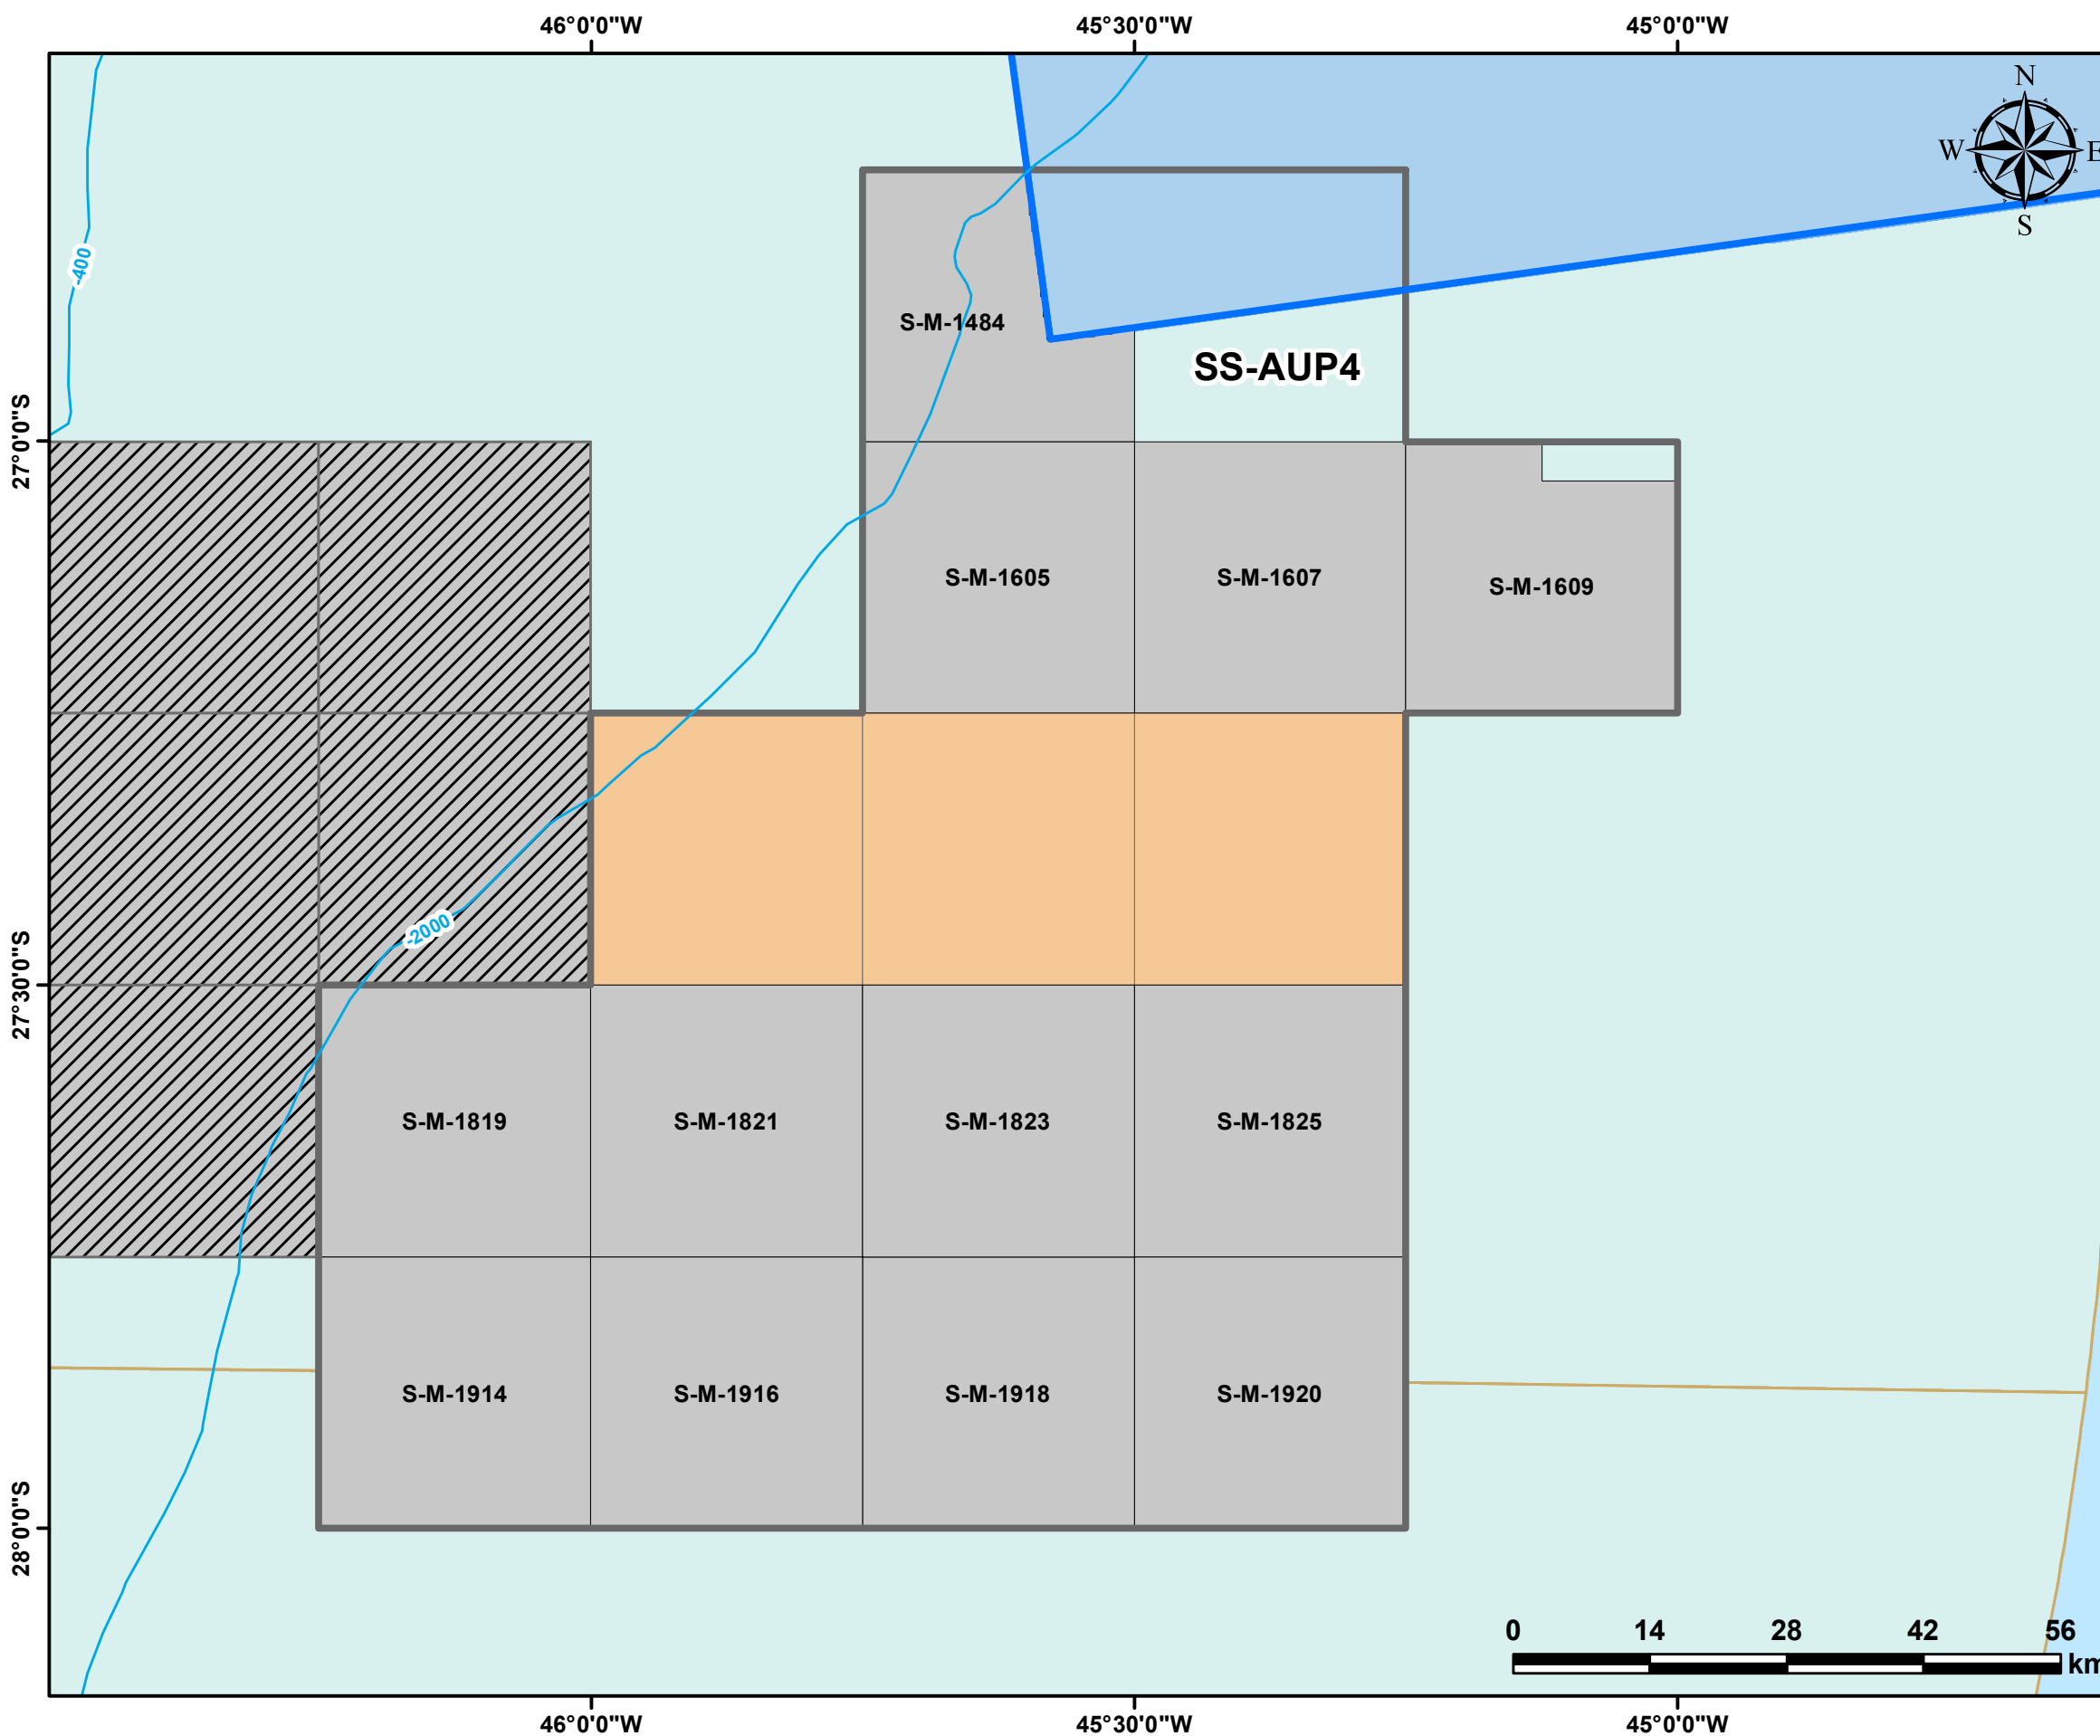 46°0'0"W 45°30'0"W 45°0'0"W
N
W E
S
-400
27°0'0"S
S-M-1484
SS-AUP4
S-M-1605 S-M-1607 S-M-1609
-2000
27°30'0"S
S-M-1819 S-M-1821 S-M-1823 S-M-1825
S-M-1914 S-M-1916 S-M-1918 S-M-1920
28°0'0"S
0 14 28 42 56
km
46°0'0"W 45°30'0"W 45°0'0"W